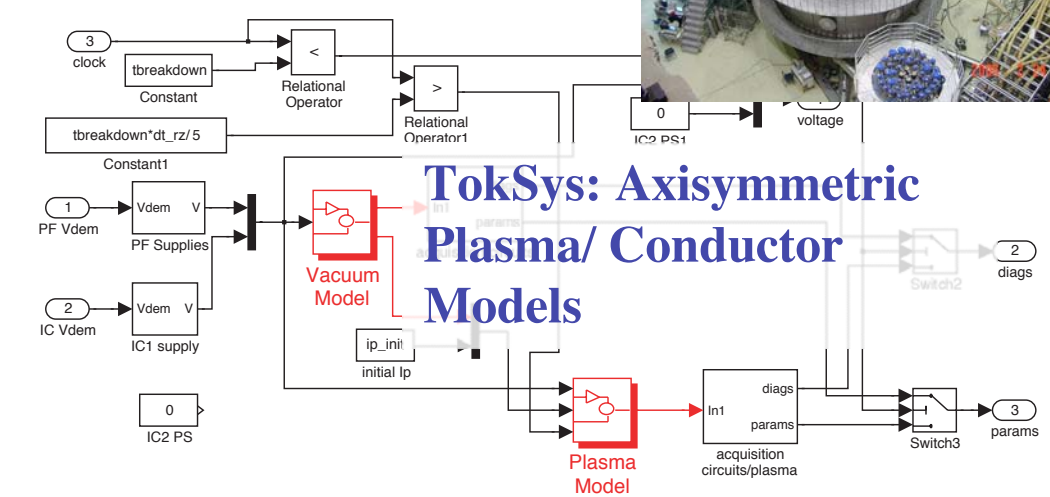 3
clock
tbreakdown
Constant
<
Relational
Operator
>
Relational
Operator1
0
IC2 PS1
voltage
tbreakdown*dt_rz/ 5
Constant1
TokSys: Axisymmetric
Plasma/ Conductor
Models
1
PF Vdem
Vdem V
PF Supplies
In1
params
Vacuum
Model
Switch2
2
diags
2
IC Vdem
Vdem V
IC1 supply
ip_init
initial Ip
0
IC2 PS
Plasma
Model
In1
diags
params
acquisition
circuits/plasma
Switch3
3
params